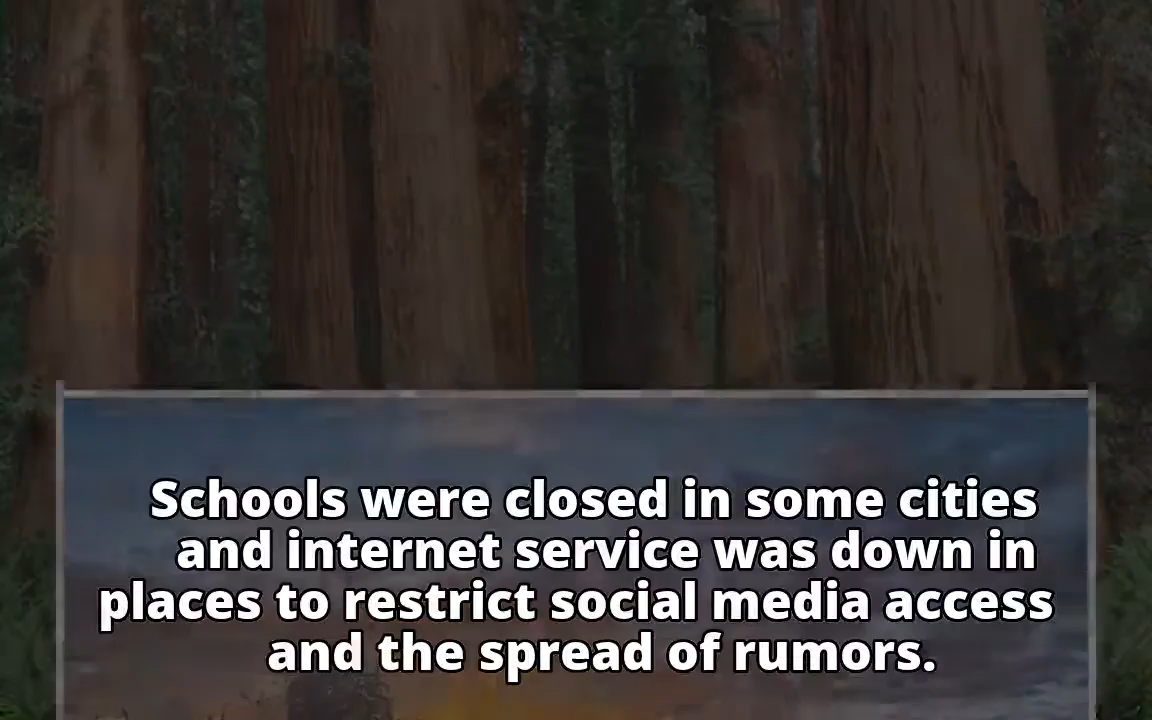 Schools were closed in some cities
and internet service was down in
places to restrict social media access
and the spread of rumors.